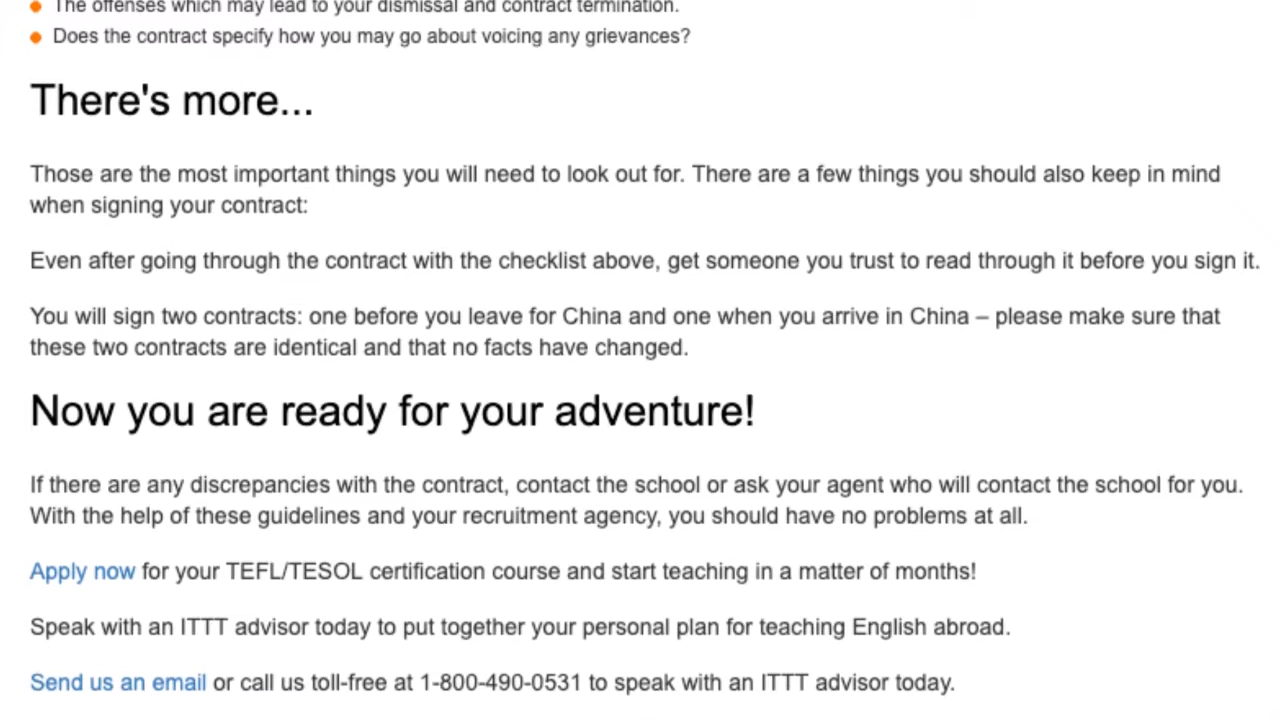 The offenses which may lead to your dismissal and contract termination.
Does the contract specify how you may go about voicing any grievances?
There's more...
Those are the most important things you will need to look out for. There are a few things you should also keep in mind
when signing your contract:
Even after going through the contract with the checklist above, get someone you trust to read through it before you sign it.
You will sign two contracts: one before you leave for China and one when you arrive in China – please make sure that
these two contracts are identical and that no facts have changed.
Now you are ready for your adventure!
If there are any discrepancies with the contract, contact the school or ask your agent who will contact the school for you.
With the help of these guidelines and your recruitment agency, you should have no problems at all.
Apply now for your TEFL/TESOL certification course and start teaching in a matter of months!
Speak with an ITTT advisor today to put together your personal plan for teaching English abroad.
Send us an email or call us toll-free at 1-800-490-0531 to speak with an ITTT advisor today.